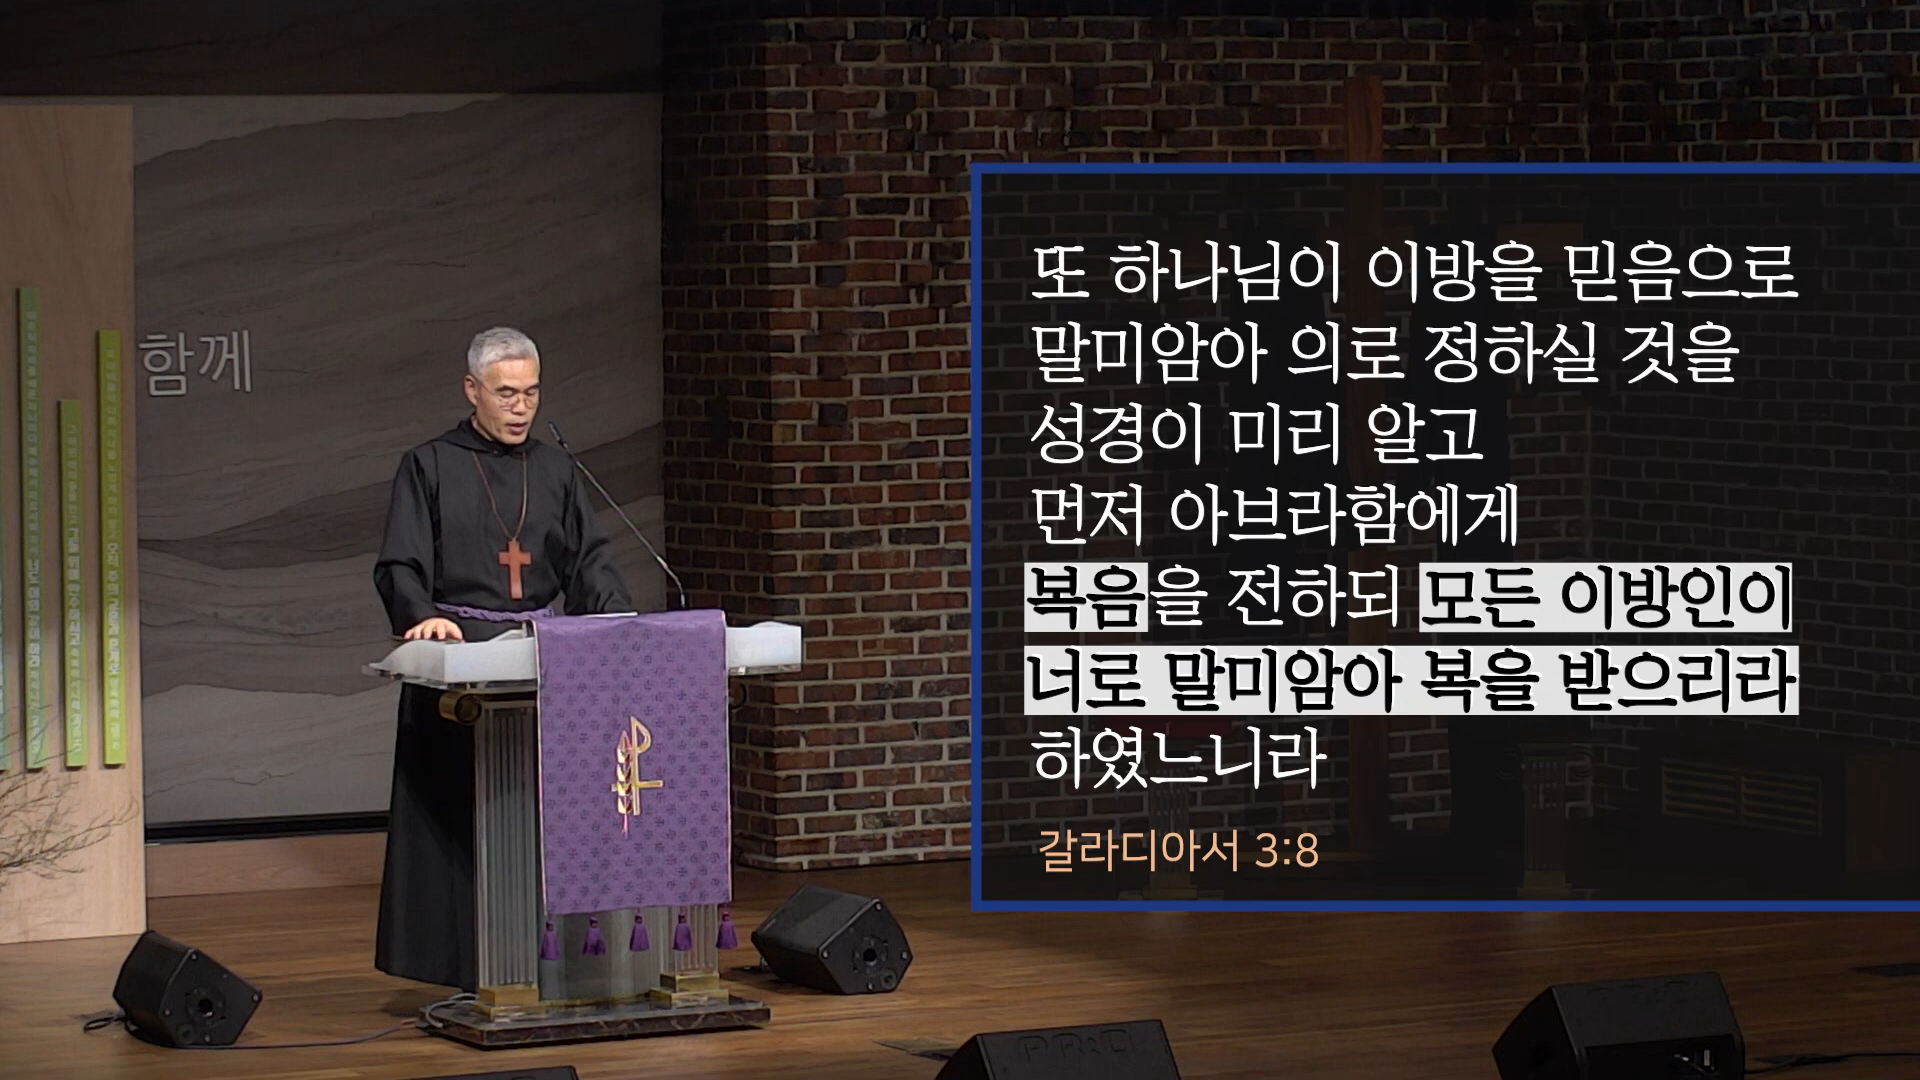 함께
또 하나님이 이방을 믿음으로
말미암아 의로 정하실 것을
성경이 미리 알고
먼저 아브라함에게
복음을 전하되 모든 이방인이
너로 말미암아 복을 받으리라
하였느니라
갈라디아서 3:8